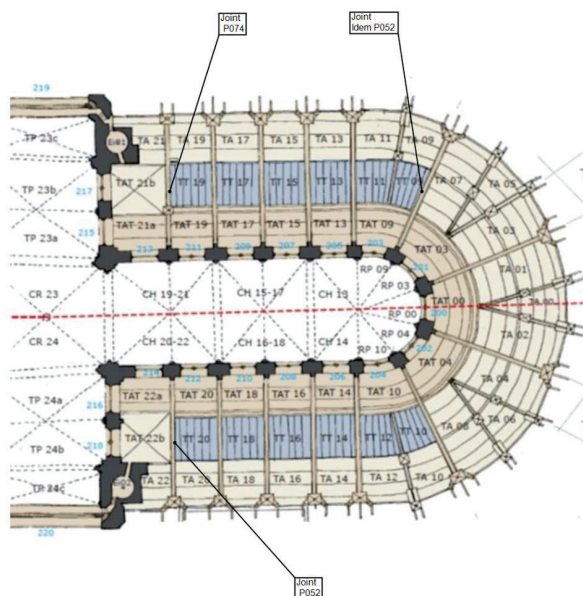 Joint
P074
Joint
Idem P052
219
TP 23c
Esc#1
TA 21
TA 19
TA 17
TA 15
TA 13
TA 11
TA 09
TP 23b
217
TAT 21b
TT 19
TT 17
TT 15
TT 13
TT 11
TT 09
TA 07
TA 05
215
TAT 21a
TAT 19
TAT 17
TAT 15
TAT 13
TAT 09
TA 03
TP 23a
213
211
209
207
205
203
TAT 03
CR 23
CH 19-21
CH 15-17
CH 13
RP 09
201
RP 03
TA 01
TAT 00
TA 00
RP 00
200
CR 24
CH 20-22
CH 16-18
CH 14
RP 04
TA 02
RP 10
202
214
212
210
208
206
204
TAT 04
TP 24a
216
TAT 22a
TAT 20
TAT 18
TAT 16
TAT 14
TAT 10
TA 04
TP 24b
218
TAT 22b
TT 20
TT 18
TT 16
TT 14
TT 12
TT 10
TA 08
TA 06
TP 24c
TA 22
TA 20
TA 18
TA 16
TA 14
TA 12
TA 10
220
Joint
P052